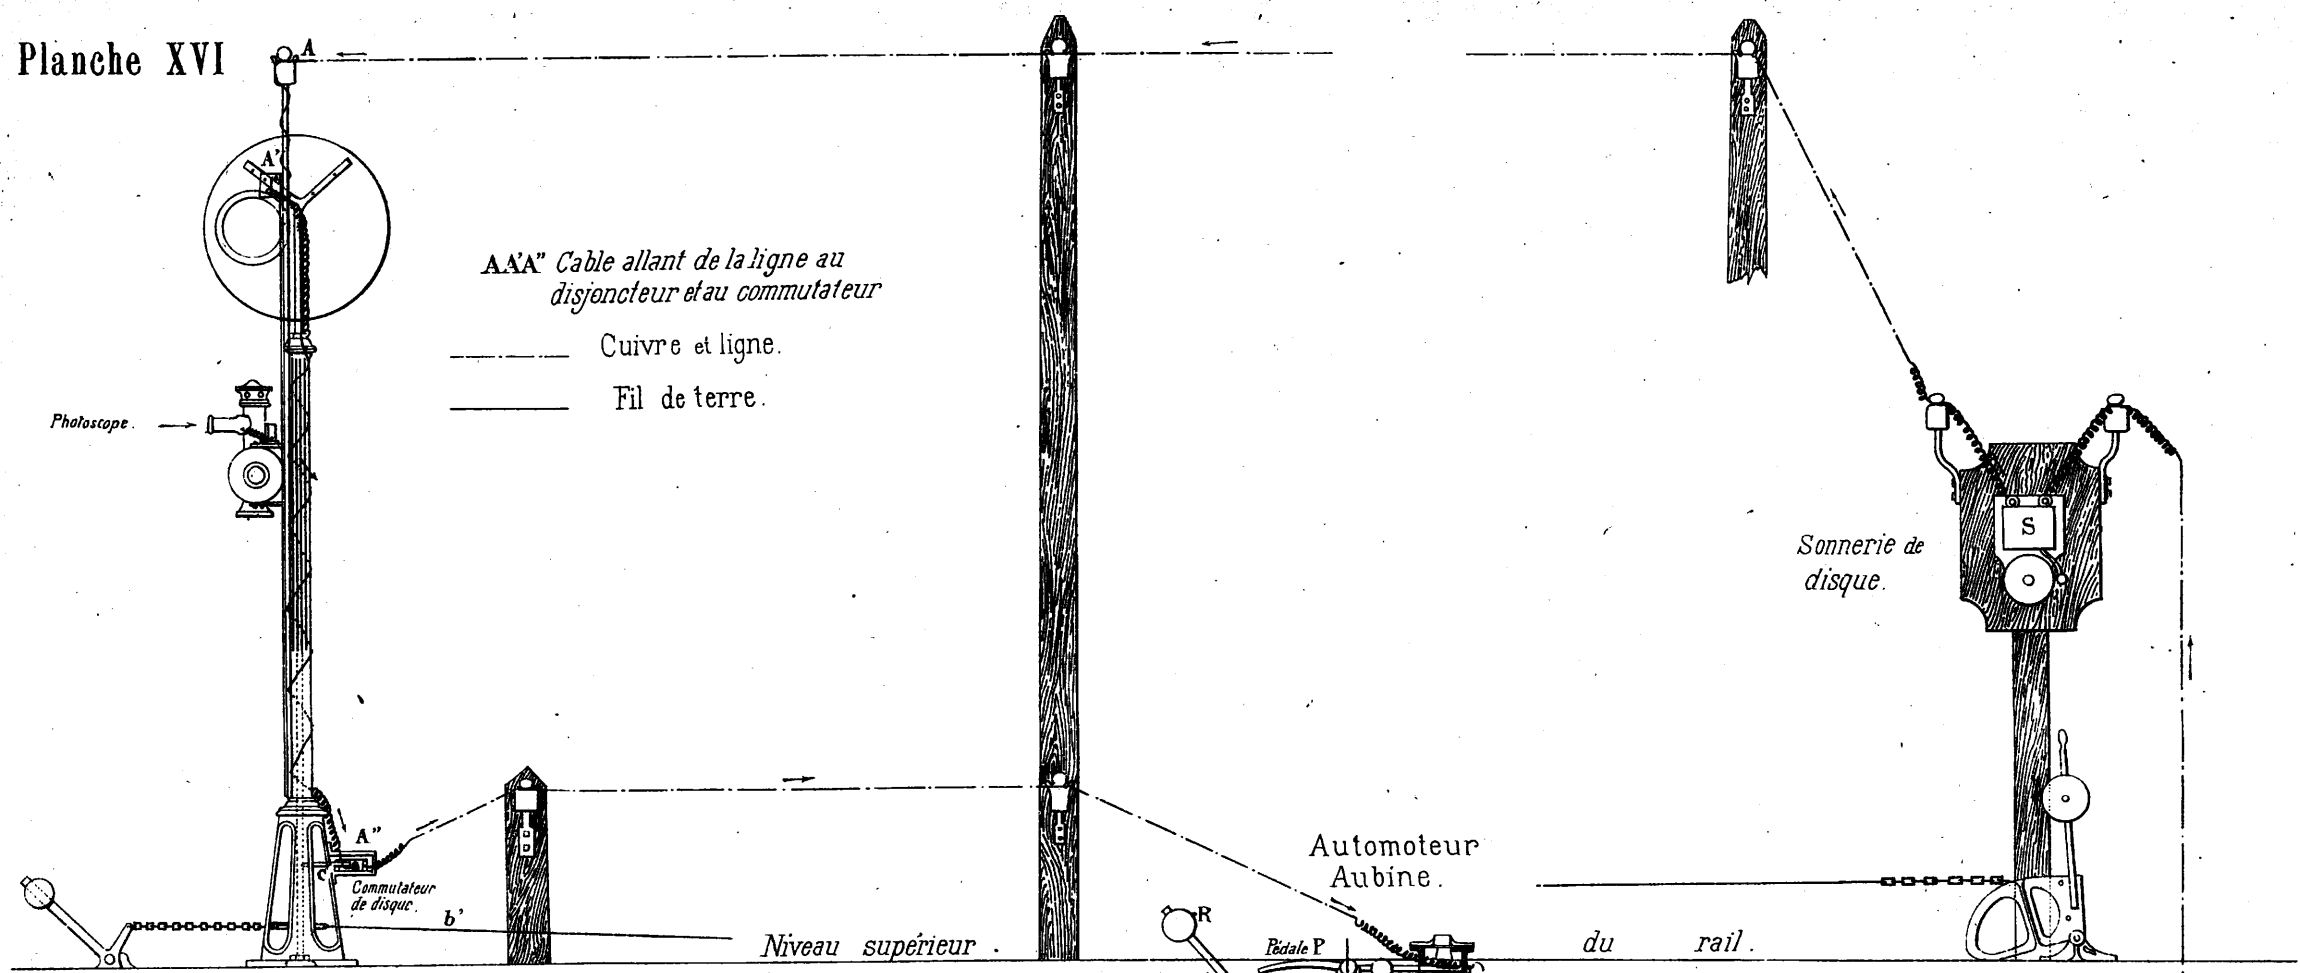 Planche XVI
A
A'
AA'A" Cable allant de la ligne au
disjoncteur et au commutateur
Cuivre et ligne.
Fil de terre.
Photoscope.
S
Sonnerie de
disque.
A"
C
Commutateur
de disque.
b'
Automoteur
Aubine.
R
Pédale P
Niveau supérieur du rail.